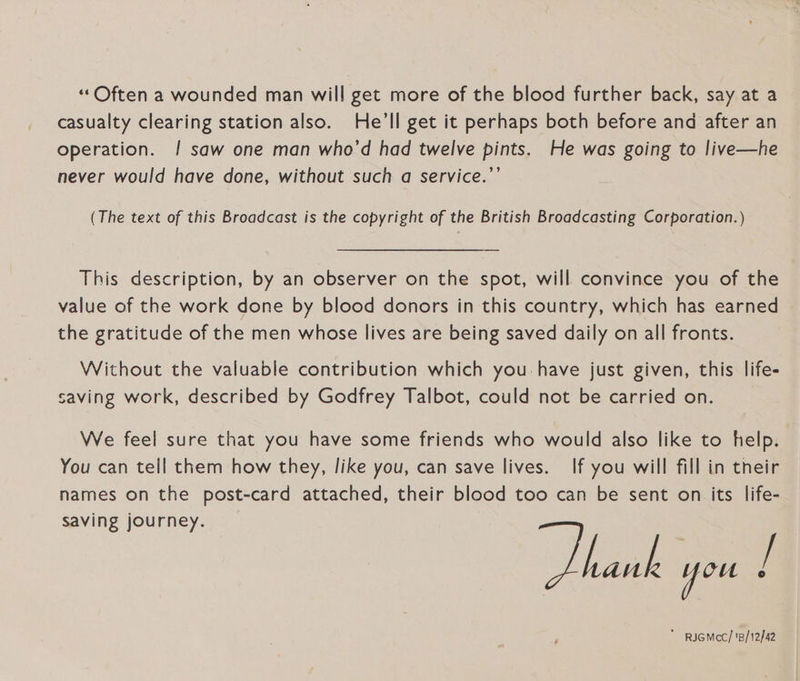 “Often a wounded man will get more of the blood further back, say at a
casualty clearing station also. He’ll get it perhaps both before and after an
operation. I saw one man who’d had twelve pints. He was going to live—he
never would have done, without such a service.’’
(The text of this Broadcast is the copyright of the British Broadcasting Corporation.)
This description, by an observer on the spot, will convince you of the
value of the work done by blood donors in this country, which has earned
the gratitude of the men whose lives are being saved daily on all fronts.
Without the valuable contribution which you have just given, this life-
saving work, described by Godfrey Talbot, could not be carried on.
We feel sure that you have some friends who would also like to help.
You can tell them how they, like you, can save lives. If you will fill in their
names on the post-card attached, their blood too can be sent on its life-
saving journey.
Thank you !
RJGMcC/18/12/42